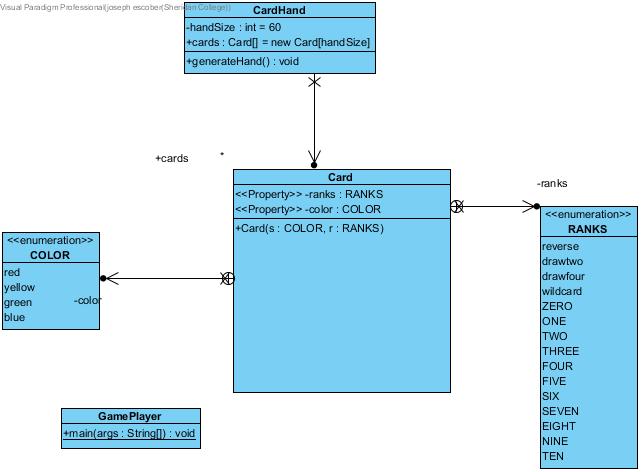 Visual Paradigm Professional(joseph escober(Sheridan College))
CardHand
-handSize : int = 60
+cards : Card[] = new Card[handSize]
+generateHand() : void
+cards
*
Card
<<Property>> -ranks : RANKS
<<Property>> -color : COLOR
+Card(s : COLOR, r : RANKS)
-ranks
<<enumeration>>
RANKS
reverse
drawtwo
drawfour
wildcard
ZERO
ONE
TWO
THREE
FOUR
FIVE
SIX
SEVEN
EIGHT
NINE
TEN
<<enumeration>>
COLOR
red
yellow
green
blue
-color
GamePlayer
+main(args : String[]) : void